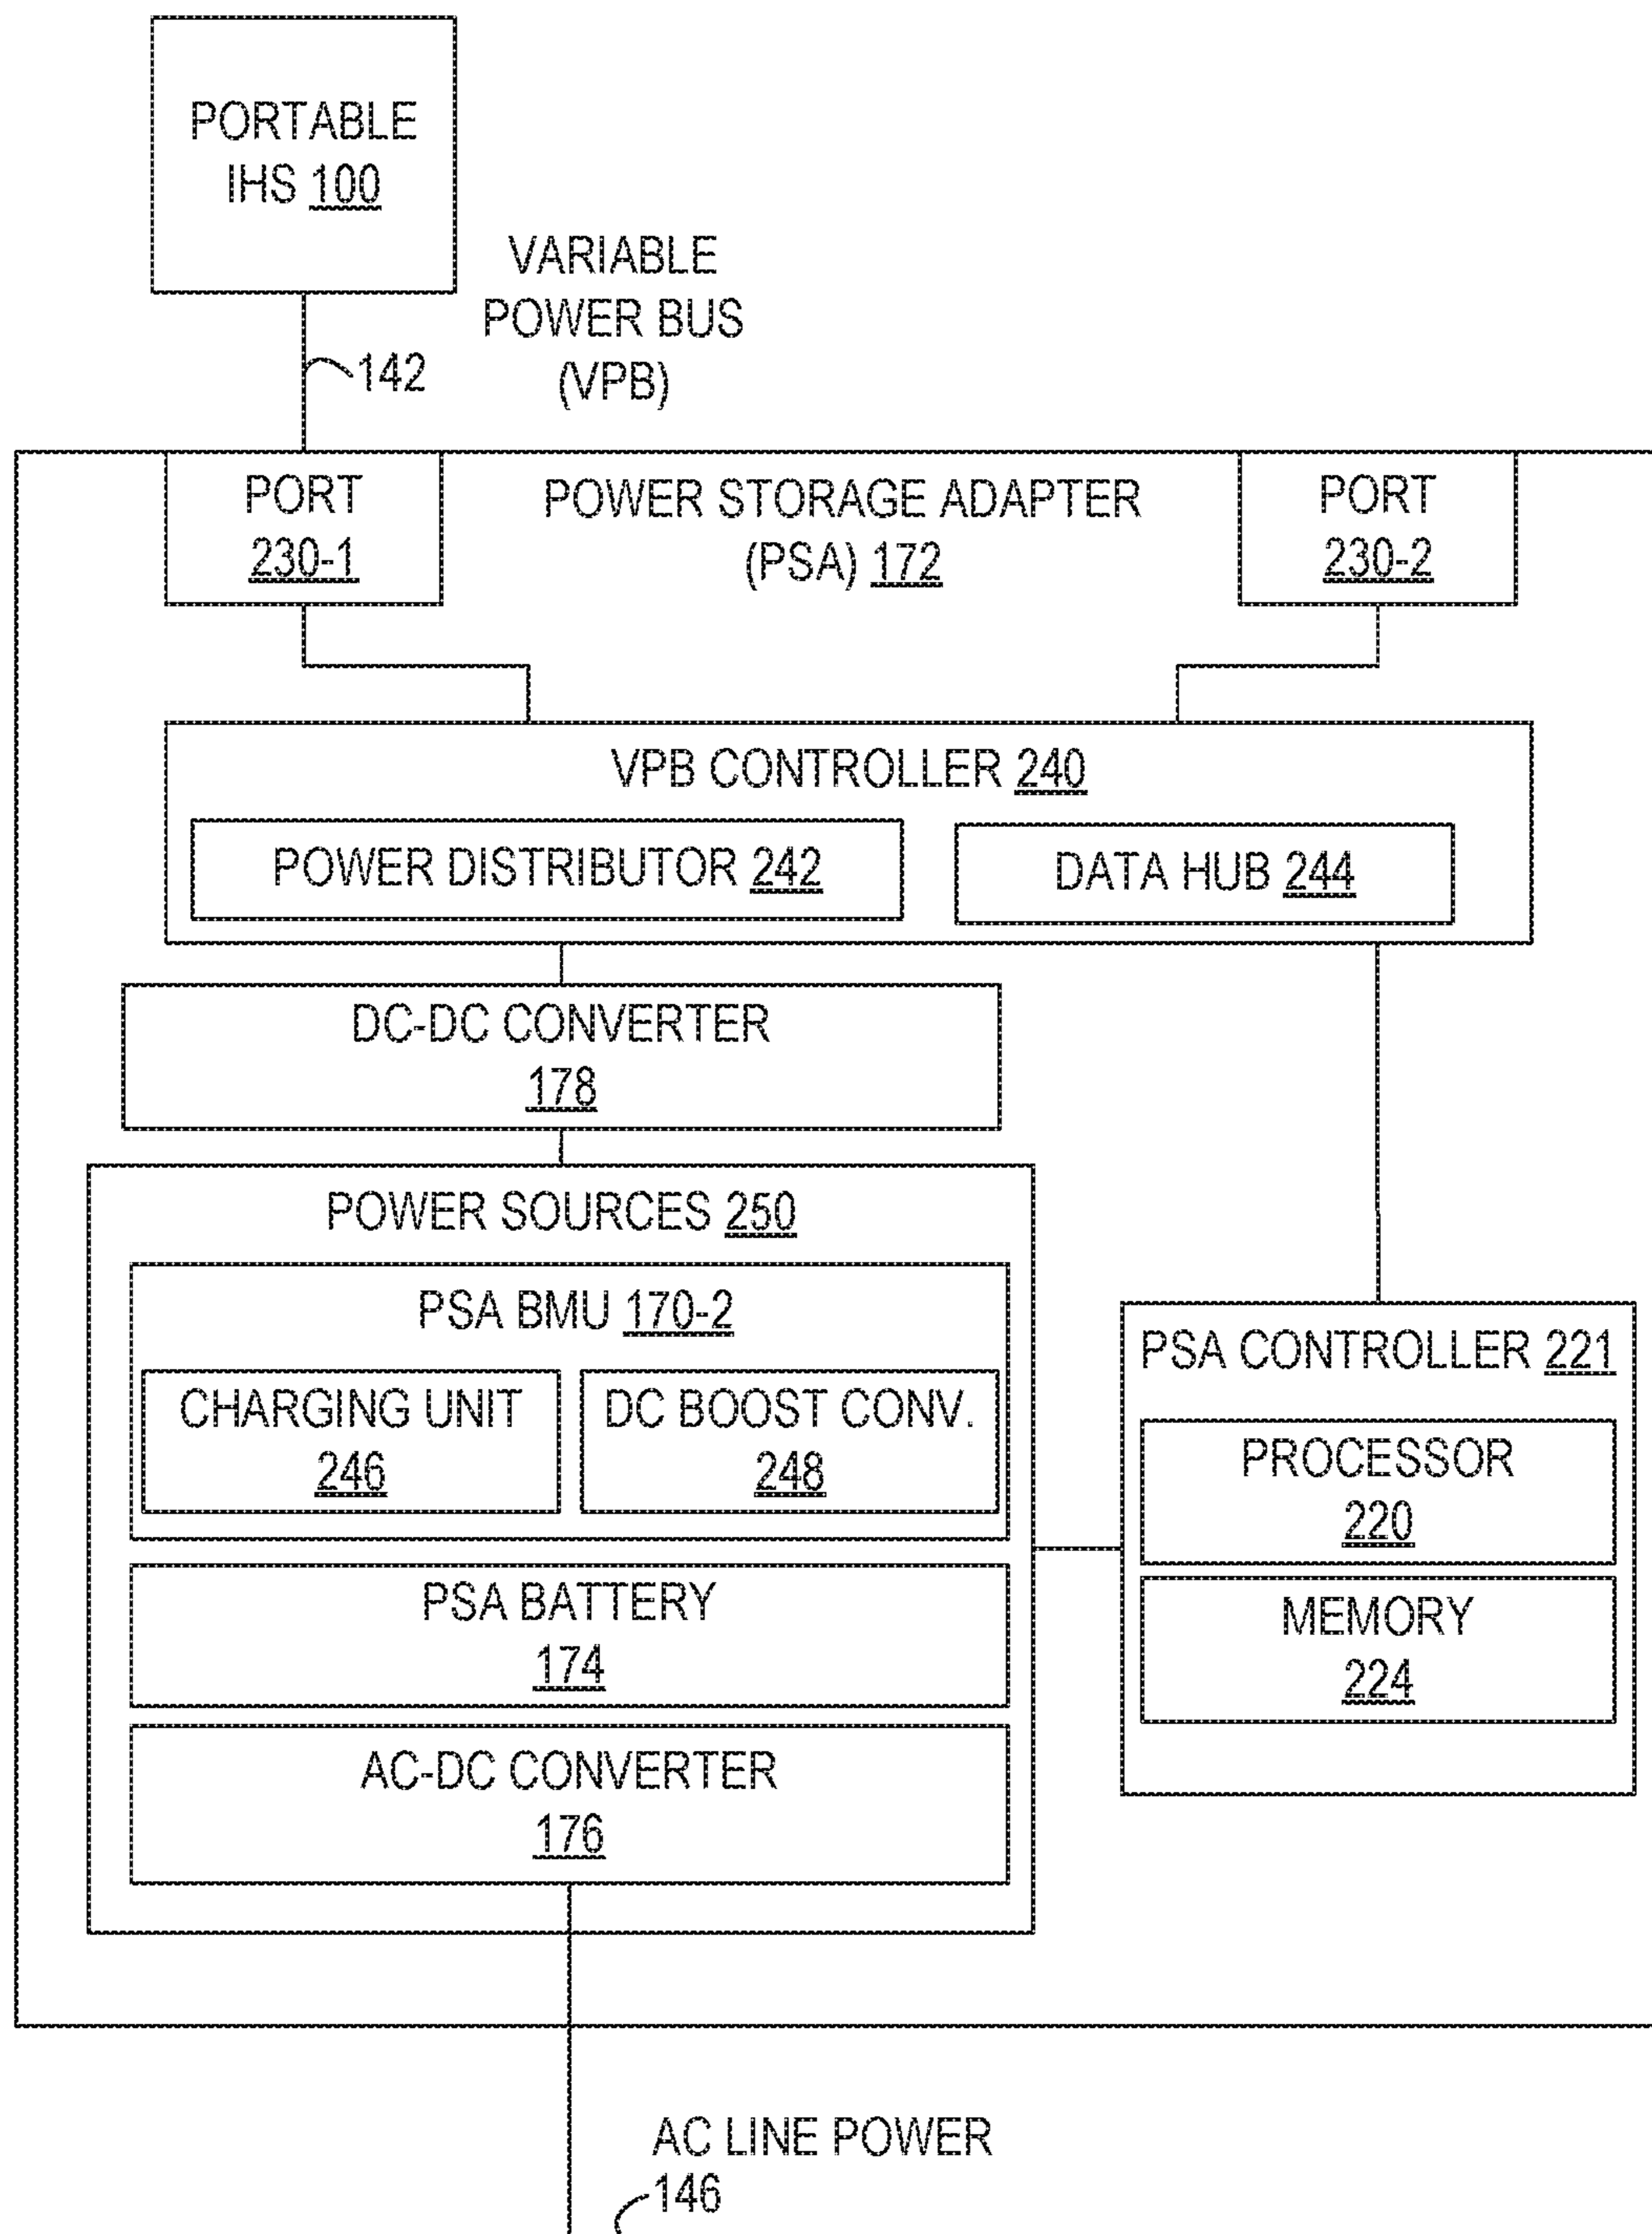 PORTABLE
IHS 100
VARIABLE
POWER BUS
(VPB)
142
PORT
230-1
POWER STORAGE ADAPTER
(PSA) 172
PORT
230-2
VPB CONTROLLER 240
POWER DISTRIBUTOR 242
DATA HUB 244
DC-DC CONVERTER
178
POWER SOURCES 250
PSA BMU 170-2
CHARGING UNIT
246
DC BOOST CONV.
248
PSA BATTERY
174
AC-DC CONVERTER
176
PSA CONTROLLER 221
PROCESSOR
220
MEMORY
224
AC LINE POWER
146